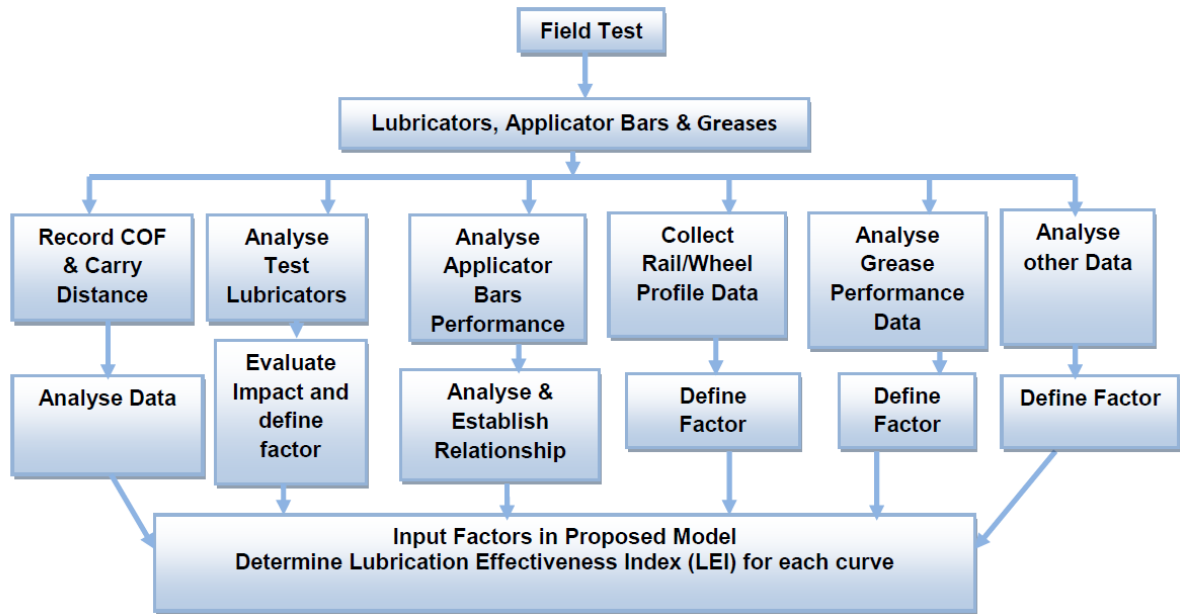 Field Test
Lubricators, Applicator Bars & Greases
Record COF
& Carry
Distance
Analyse
Test
Lubricators
Analyse
Applicator
Bars
Performance
Collect
Rail/Wheel
Profile Data
Analyse
Grease
Performance
Data
Analyse
other Data
Analyse Data
Evaluate
Impact and
define
factor
Analyse &
Establish
Relationship
Define
Factor
Define
Factor
Define Factor
Input Factors in Proposed Model
Determine Lubrication Effectiveness Index (LEI) for each curve